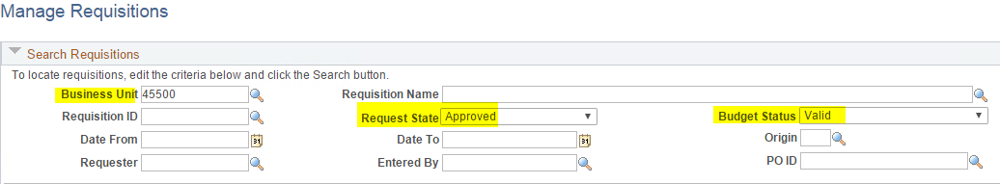 Manage Requisitions
Search Requisitions
To locate requisitions, edit the criteria below and click the Search button.
Business Unit 45500 Requisition Name
Requisition ID Request State Approved Budget Status Valid
Date From 31 Date To 31 Origin
Requester Entered By PO ID